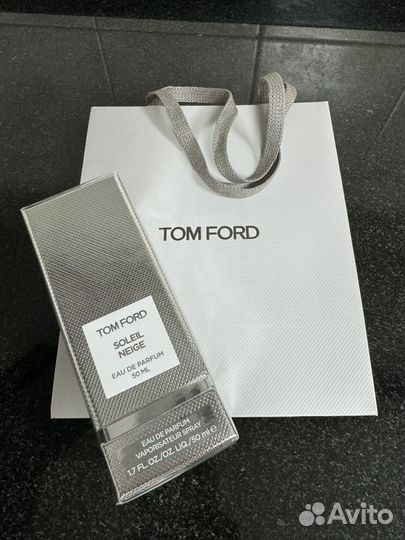 TOM FORD
TOM FORD
SOLEIL
NEIGE
EAU DE PARFUM
50 ML
EAU DE PARFUM
VAPORISATEUR SPRAY
1.7 FL. OZ./OZ. LIQ./50 ml ℮
Avito